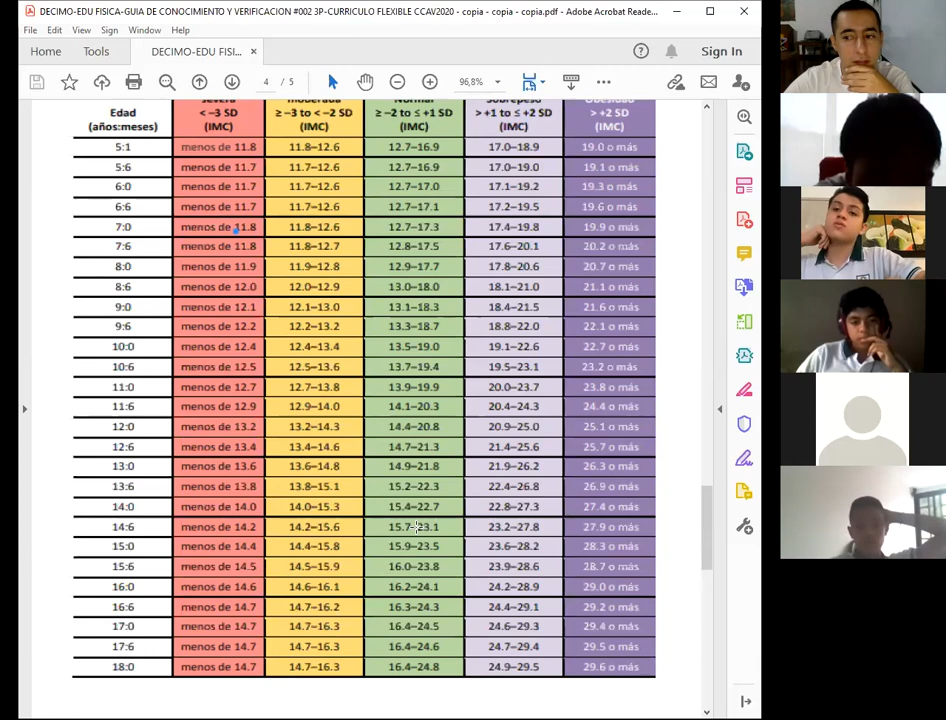 DECIMO-EDU FISICA-GUIA DE CONOCIMIENTO Y VERIFICACION #002 3P-CURRICULO FLEXIBLE CCAV2020 - copia - copia - copia.pdf - Adobe Acrobat Reade...
File Edit View Sign Window Help
Home Tools DECIMO-EDU FISI... × Sign In
4 / 5 96,8%
severa moderada Normal Sobrepeso Obesidad
Edad < –3 SD ≥ –3 to < –2 SD ≥ –2 to ≤ +1 SD > +1 to ≤ +2 SD > +2 SD
(años:meses) (IMC) (IMC) (IMC) (IMC) (IMC)
5:1 menos de 11.8 11.8–12.6 12.7–16.9 17.0–18.9 19.0 o más
5:6 menos de 11.7 11.7–12.6 12.7–16.9 17.0–19.0 19.1 o más
6:0 menos de 11.7 11.7–12.6 12.7–17.0 17.1–19.2 19.3 o más
6:6 menos de 11.7 11.7–12.6 12.7–17.1 17.2–19.5 19.6 o más
7:0 menos de 11.8 11.8–12.6 12.7–17.3 17.4–19.8 19.9 o más
7:6 menos de 11.8 11.8–12.7 12.8–17.5 17.6–20.1 20.2 o más
8:0 menos de 11.9 11.9–12.8 12.9–17.7 17.8–20.6 20.7 o más
8:6 menos de 12.0 12.0–12.9 13.0–18.0 18.1–21.0 21.1 o más
9:0 menos de 12.1 12.1–13.0 13.1–18.3 18.4–21.5 21.6 o más
9:6 menos de 12.2 12.2–13.2 13.3–18.7 18.8–22.0 22.1 o más
10:0 menos de 12.4 12.4–13.4 13.5–19.0 19.1–22.6 22.7 o más
10:6 menos de 12.5 12.5–13.6 13.7–19.4 19.5–23.1 23.2 o más
11:0 menos de 12.7 12.7–13.8 13.9–19.9 20.0–23.7 23.8 o más
11:6 menos de 12.9 12.9–14.0 14.1–20.3 20.4–24.3 24.4 o más
12:0 menos de 13.2 13.2–14.3 14.4–20.8 20.9–25.0 25.1 o más
12:6 menos de 13.4 13.4–14.6 14.7–21.3 21.4–25.6 25.7 o más
13:0 menos de 13.6 13.6–14.8 14.9–21.8 21.9–26.2 26.3 o más
13:6 menos de 13.8 13.8–15.1 15.2–22.3 22.4–26.8 26.9 o más
14:0 menos de 14.0 14.0–15.3 15.4–22.7 22.8–27.3 27.4 o más
14:6 menos de 14.2 14.2–15.6 15.7–23.1 23.2–27.8 27.9 o más
15:0 menos de 14.4 14.4–15.8 15.9–23.5 23.6–28.2 28.3 o más
15:6 menos de 14.5 14.5–15.9 16.0–23.8 23.9–28.6 28.7 o más
16:0 menos de 14.6 14.6–16.1 16.2–24.1 24.2–28.9 29.0 o más
16:6 menos de 14.7 14.7–16.2 16.3–24.3 24.4–29.1 29.2 o más
17:0 menos de 14.7 14.7–16.3 16.4–24.5 24.6–29.3 29.4 o más
17:6 menos de 14.7 14.7–16.3 16.4–24.6 24.7–29.4 29.5 o más
18:0 menos de 14.7 14.7–16.3 16.4–24.8 24.9–29.5 29.6 o más